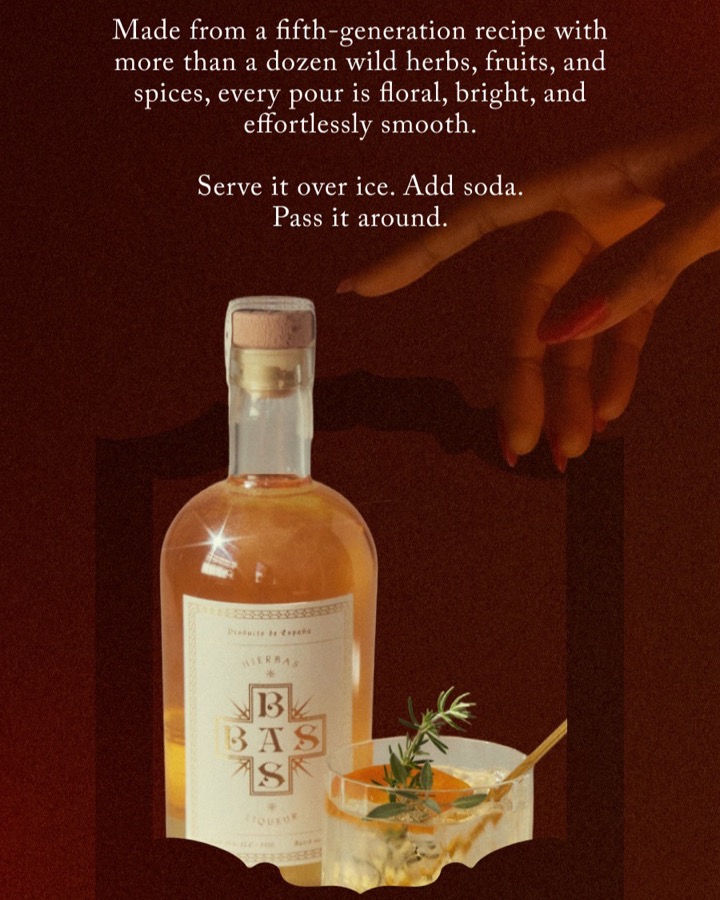 Made from a fifth-generation recipe with
more than a dozen wild herbs, fruits, and
spices, every pour is floral, bright, and
effortlessly smooth.
Serve it over ice. Add soda.
Pass it around.
Producto de España
HIERBAS
B
BAS
S
LIQUEUR